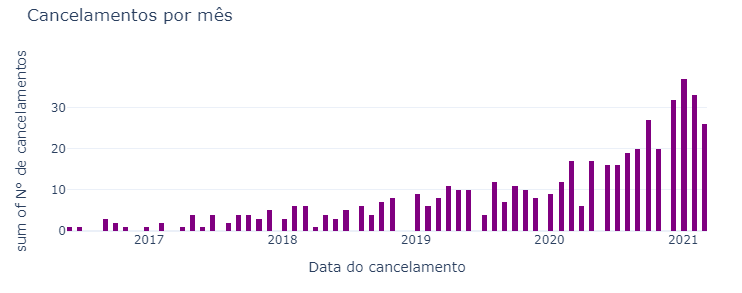 Cancelamentos por mês
sum of Nº de cancelamentos
30
20
10
0
2017 2018 2019 2020 2021
Data do cancelamento